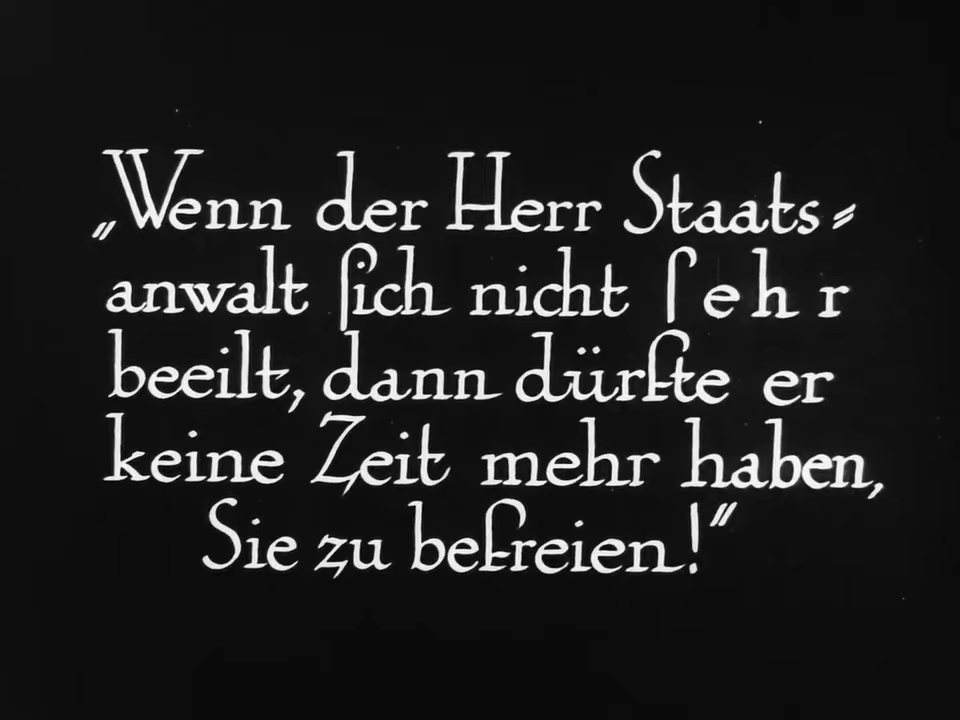 „Wenn der Herr Staats⸗
anwalt ſich nicht ſ e h r
beeilt, dann dürfte er
keine Zeit mehr haben,
Sie zu befreien!“